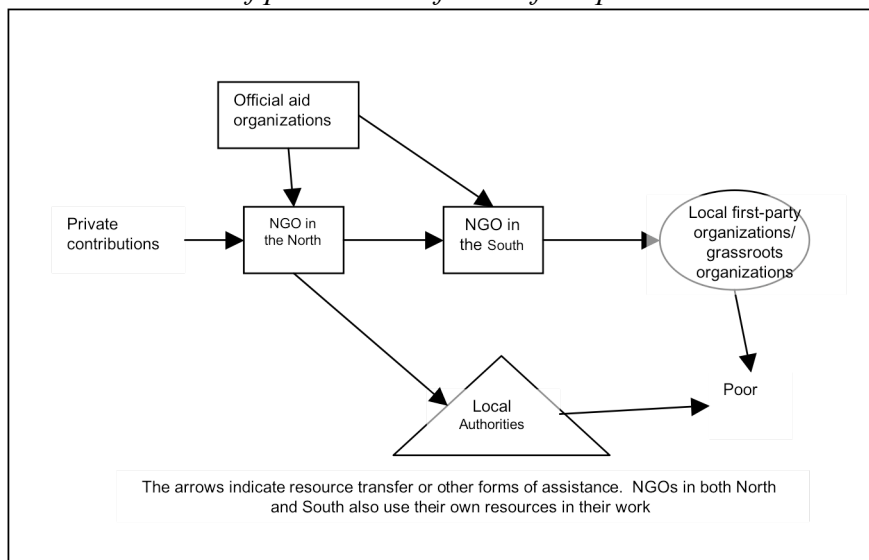 Official aid
organizations
Private
contributions
NGO in
the North
NGO in
the South
Local first-party
organizations/
grassroots
organizations
Poor
Local
Authorities
The arrows indicate resource transfer or other forms of assistance.  NGOs in both North
and South also use their own resources in their work